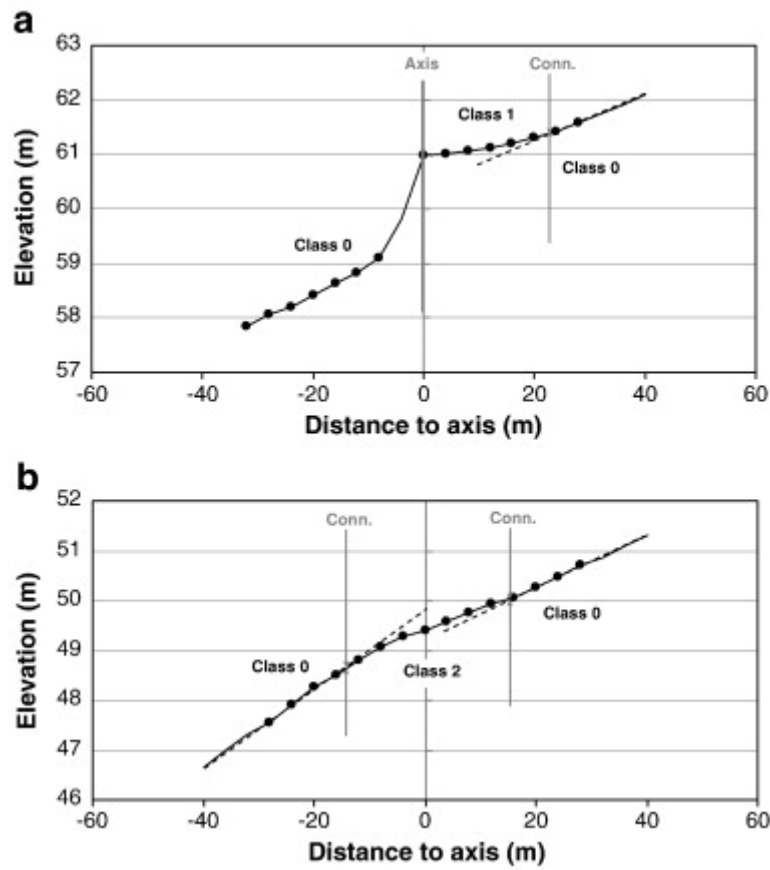 a
63
62
61
60
59
58
57
Elevation (m)
Axis
Conn.
Class 1
Class 0
Class 0
-60 -40 -20 0 20 40 60
Distance to axis (m)
b
52
51
50
49
48
47
46
Elevation (m)
Conn.
Conn.
Class 0
Class 0
Class 2
-60 -40 -20 0 20 40 60
Distance to axis (m)